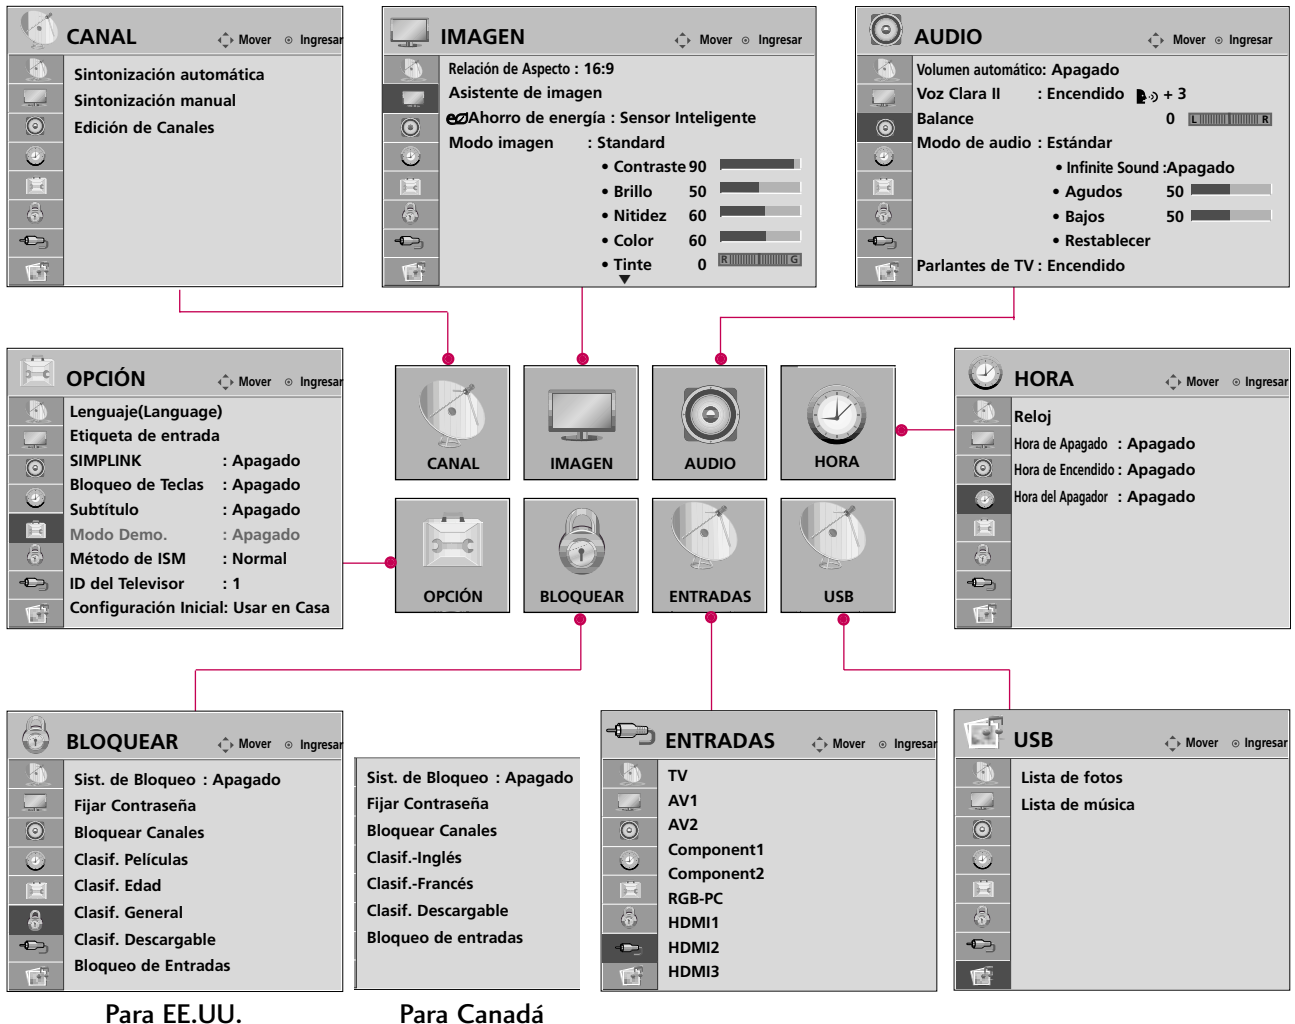 CANAL
Mover Ingresar
Sintonización automática
Sintonización manual
Edición de Canales
IMAGEN
Mover Ingresar
Relación de Aspecto : 16:9
Asistente de imagen
Ahorro de energía : Sensor Inteligente
Modo imagen : Standard
• Contraste 90
• Brillo 50
• Nitidez 60
• Color 60
• Tinte 0 R G
AUDIO
Mover Ingresar
Volumen automático: Apagado
Voz Clara II : Encendido + 3
Balance 0 L R
Modo de audio : Estándar
• Infinite Sound :Apagado
• Agudos 50
• Bajos 50
• Restablecer
Parlantes de TV : Encendido
OPCIÓN
Mover Ingresar
Lenguaje(Language)
Etiqueta de entrada
SIMPLINK : Apagado
Bloqueo de Teclas : Apagado
Subtítulo : Apagado
Modo Demo. : Apagado
Método de ISM : Normal
ID del Televisor : 1
Configuración Inicial: Usar en Casa
CANAL
IMAGEN
AUDIO
HORA
OPCIÓN
BLOQUEAR
ENTRADAS
USB
HORA
Mover Ingresar
Reloj
Hora de Apagado : Apagado
Hora de Encendido : Apagado
Hora del Apagador : Apagado
BLOQUEAR
Mover Ingresar
Sist. de Bloqueo : Apagado
Fijar Contraseña
Bloquear Canales
Clasif. Películas
Clasif. Edad
Clasif. General
Clasif. Descargable
Bloqueo de Entradas
Para EE.UU.
Sist. de Bloqueo : Apagado
Fijar Contraseña
Bloquear Canales
Clasif.-Inglés
Clasif.-Francés
Clasif. Descargable
Bloqueo de entradas
Para Canadá
ENTRADAS
Mover Ingresar
TV
AV1
AV2
Component1
Component2
RGB-PC
HDMI1
HDMI2
HDMI3
USB
Mover Ingresar
Lista de fotos
Lista de música